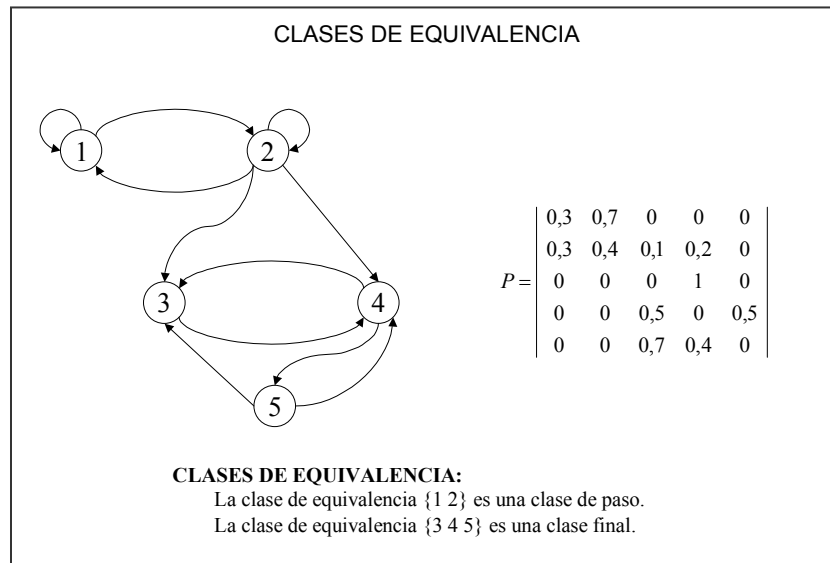 CLASES DE EQUIVALENCIA
1
2
3
4
5
0,3 0,7 0 0 0
0,3 0,4 0,1 0,2 0
P = 0 0 0 1 0
0 0 0,5 0 0,5
0 0 0,7 0,4 0
CLASES DE EQUIVALENCIA:
La clase de equivalencia {1 2} es una clase de paso.
La clase de equivalencia {3 4 5} es una clase final.